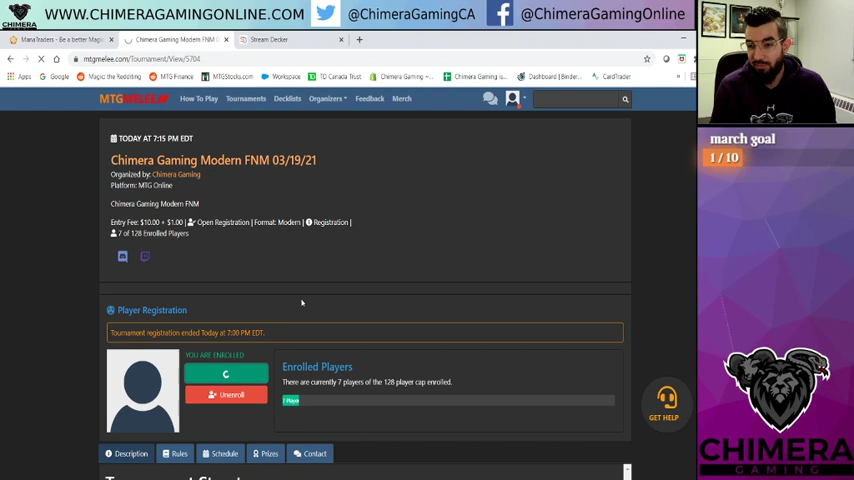 WWW.CHIMERAGAMINGONLINE.COM @ChimeraGamingCA @ChimeraGamingOnline
CHIMERA
GAMING
ManaTraders - Be a better Magic Chimera Gaming Modern FNM 0 Stream Decker
mtgmelee.com/Tournament/View/5704
Apps Google Magic the Redditing MTG Finance MTGStocks.com Workspace TD Canada Trust Chimera Gaming -... Chimera Gaming is... Dashboard | Binder... CardTrader
MTGMELEE How To Play Tournaments Decklists Organizers Feedback Merch
march goal
1 / 10
TODAY AT 7:15 PM EDT
Chimera Gaming Modern FNM 03/19/21
Organized by: Chimera Gaming
Platform: MTG Online
Chimera Gaming Modern FNM
Entry Fee: $10.00 + $1.00 | Open Registration | Format: Modern | Registration |
7 of 128 Enrolled Players
Player Registration
Tournament registration ended Today at 7:00 PM EDT.
YOU ARE ENROLLED
Unenroll
Enrolled Players
There are currently 7 players of the 128 player cap enrolled.
7 Player
GET HELP
Description Rules Schedule Prizes Contact
CHIMERA
GAMING